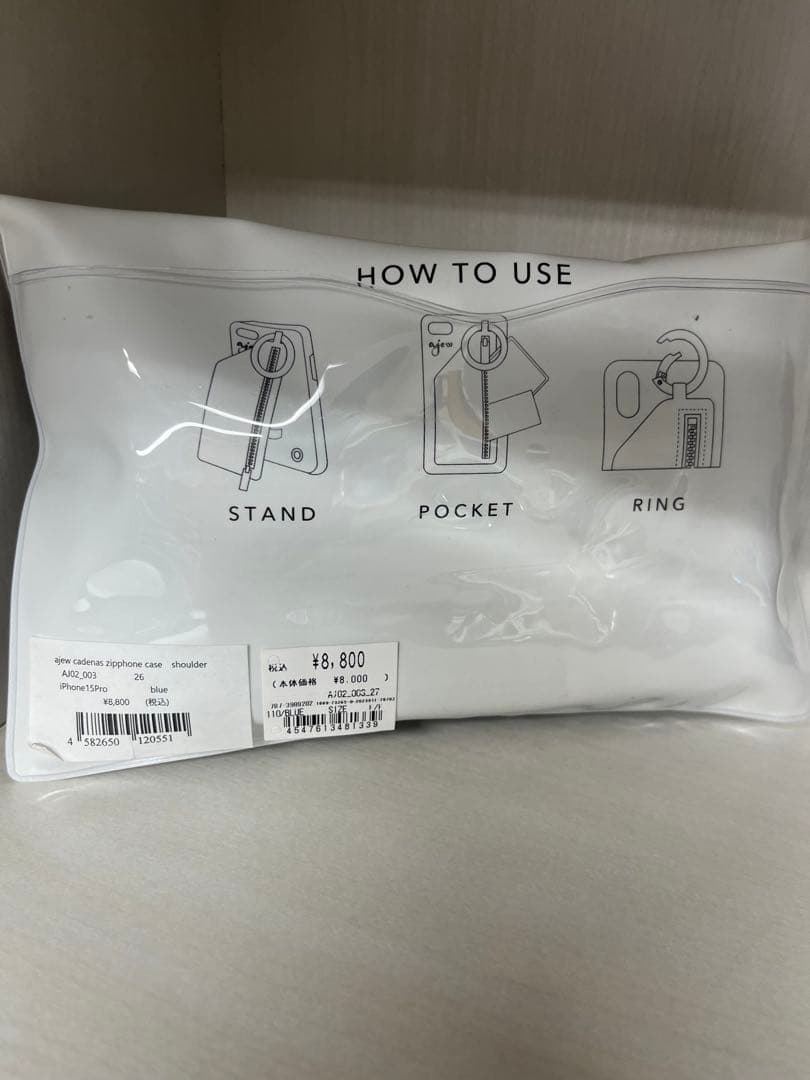 HOW TO USE
ajew
ajew
STAND
POCKET
RING
ajew cadenas zipphone case shoulder
AJ02_003 26
iPhone15Pro blue
¥8,800 (税込)
4 582650 120551
税込 ¥8,800
(本体価格 ¥8,000 )
AJ02_003_27
110/BLUE SIZE 1/F
4547613481339